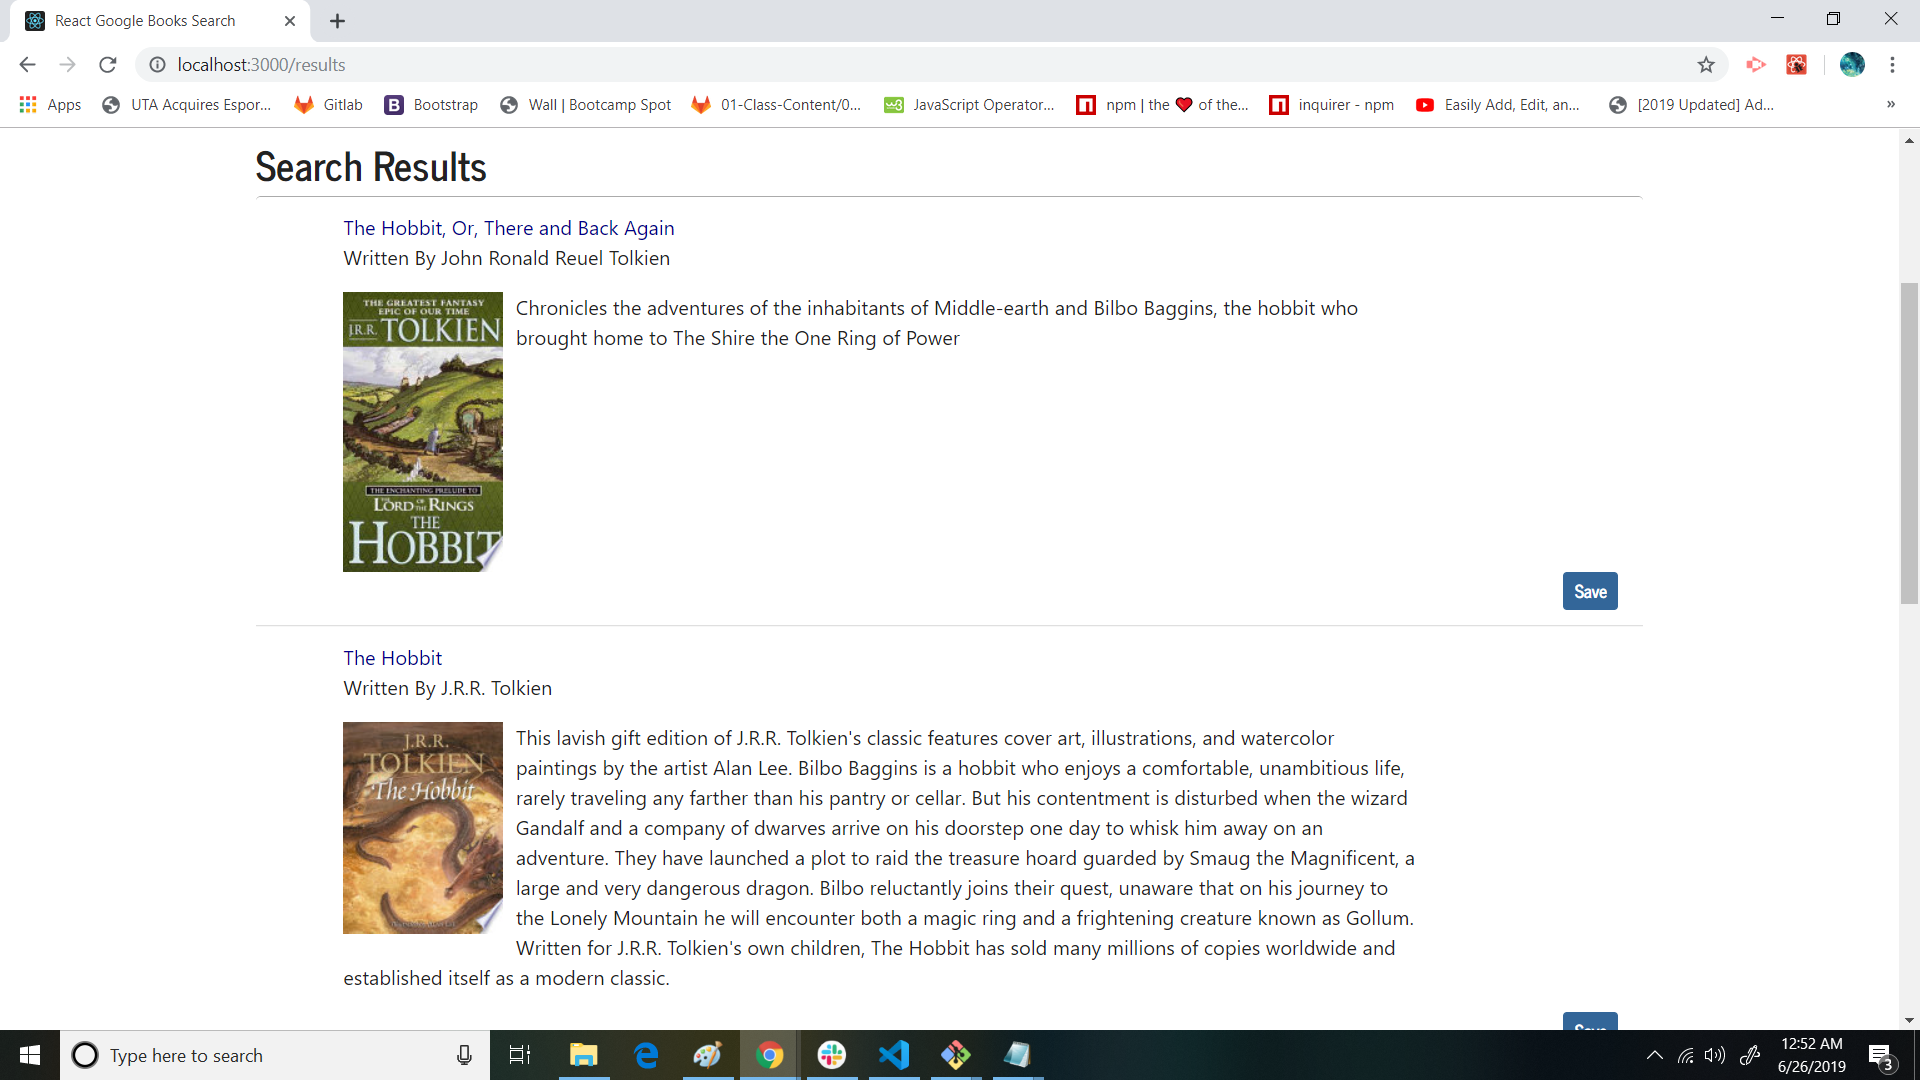 React Google Books Search
localhost:3000/results
Apps
UTA Acquires Espor...
Gitlab
Bootstrap
Wall | Bootcamp Spot
01-Class-Content/0...
JavaScript Operator...
npm | the ❤ of the...
inquirer - npm
Easily Add, Edit, an...
[2019 Updated] Ad...
»
Search Results
The Hobbit, Or, There and Back Again
Written By John Ronald Reuel Tolkien
THE GREATEST FANTASY
EPIC OF OUR TIME
J.R.R. TOLKIEN
THE ENCHANTING PRELUDE TO
THE LORD OF THE RINGS
THE
HOBBIT
Chronicles the adventures of the inhabitants of Middle-earth and Bilbo Baggins, the hobbit who
brought home to The Shire the One Ring of Power
Save
The Hobbit
Written By J.R.R. Tolkien
J.R.R.
TOLKIEN
The Hobbit
This lavish gift edition of J.R.R. Tolkien's classic features cover art, illustrations, and watercolor
paintings by the artist Alan Lee. Bilbo Baggins is a hobbit who enjoys a comfortable, unambitious life,
rarely traveling any farther than his pantry or cellar. But his contentment is disturbed when the wizard
Gandalf and a company of dwarves arrive on his doorstep one day to whisk him away on an
adventure. They have launched a plot to raid the treasure hoard guarded by Smaug the Magnificent, a
large and very dangerous dragon. Bilbo reluctantly joins their quest, unaware that on his journey to
the Lonely Mountain he will encounter both a magic ring and a frightening creature known as Gollum.
Written for J.R.R. Tolkien's own children, The Hobbit has sold many millions of copies worldwide and
established itself as a modern classic.
Save
Type here to search
12:52 AM
6/26/2019
3